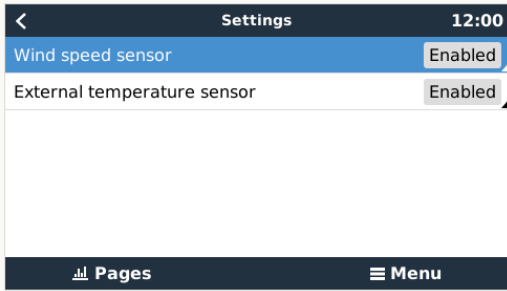 Settings 12:00
Wind speed sensor Enabled
External temperature sensor Enabled
Pages Menu